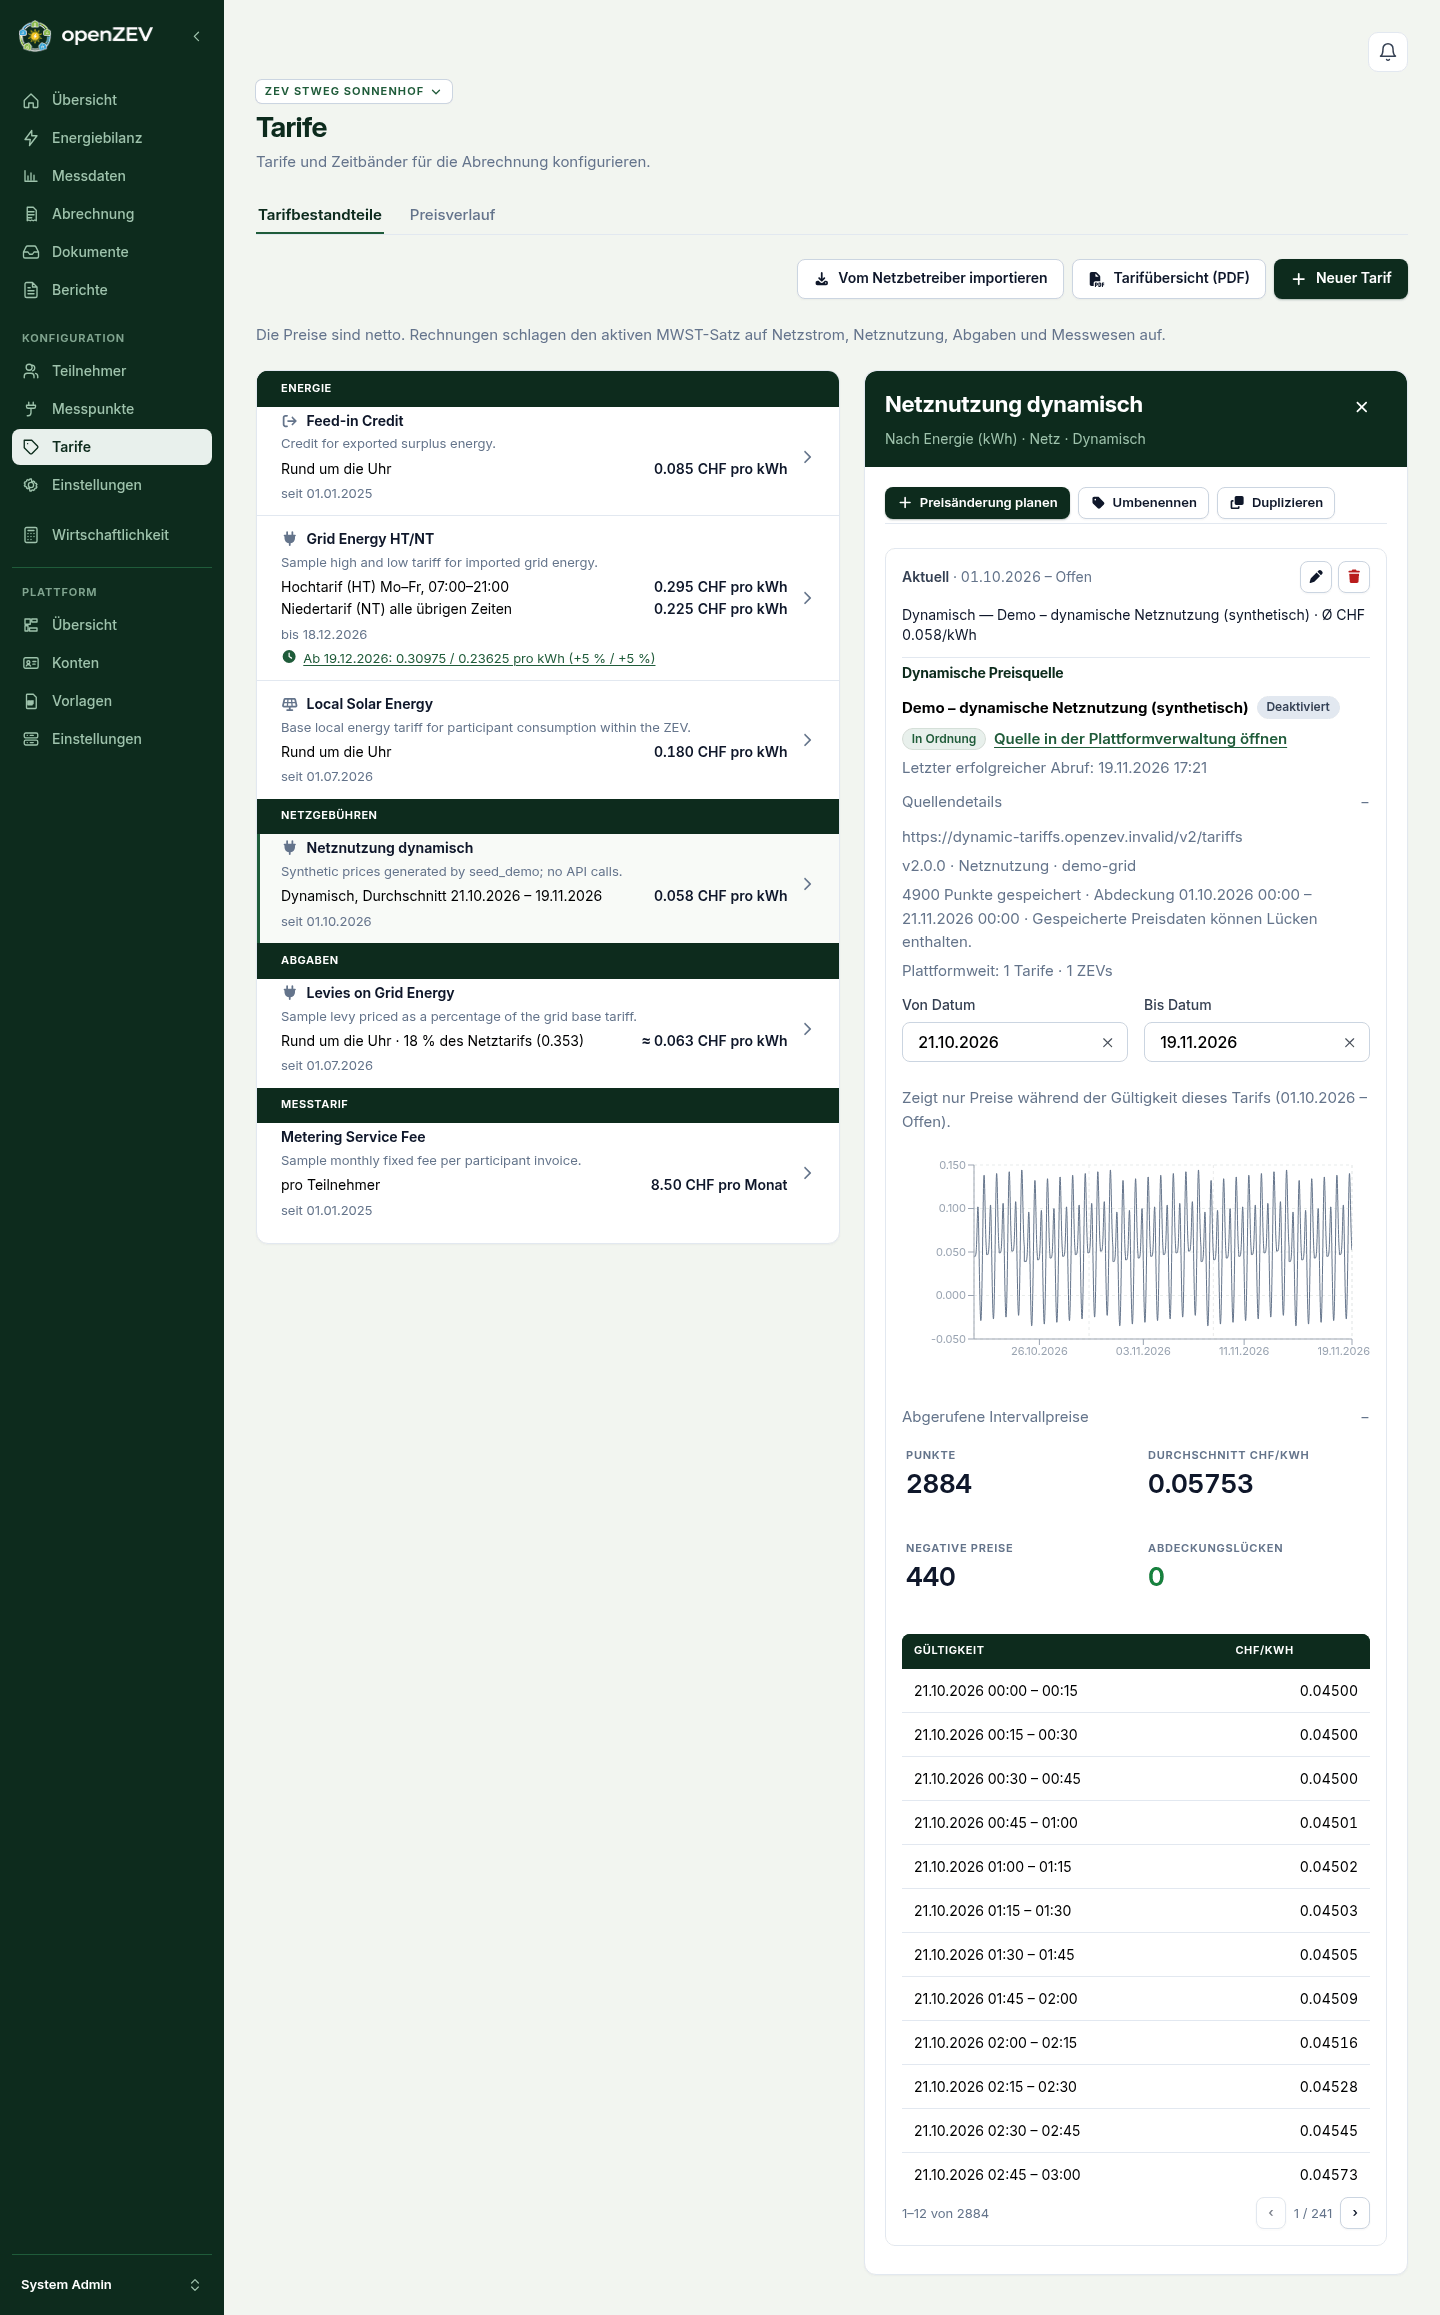 openZEV
Übersicht
Energiebilanz
Messdaten
Abrechnung
Dokumente
Berichte
KONFIGURATION
Teilnehmer
Messpunkte
Tarife
Einstellungen
Wirtschaftlichkeit
PLATTFORM
Übersicht
Konten
Vorlagen
Einstellungen
System Admin
ZEV STWEG SONNENHOF
Tarife
Tarife und Zeitbänder für die Abrechnung konfigurieren.
Tarifbestandteile
Preisverlauf
Vom Netzbetreiber importieren
PDF
Tarifübersicht (PDF)
Neuer Tarif
Die Preise sind netto. Rechnungen schlagen den aktiven MWST-Satz auf Netzstrom, Netznutzung, Abgaben und Messwesen auf.
ENERGIE
Feed-in Credit
Credit for exported surplus energy.
Rund um die Uhr 0.085 CHF pro kWh
seit 01.01.2025
Grid Energy HT/NT
Sample high and low tariff for imported grid energy.
Hochtarif (HT) Mo–Fr, 07:00–21:00 0.295 CHF pro kWh
Niedertarif (NT) alle übrigen Zeiten 0.225 CHF pro kWh
bis 18.12.2026
Ab 19.12.2026: 0.30975 / 0.23625 pro kWh (+5 % / +5 %)
Local Solar Energy
Base local energy tariff for participant consumption within the ZEV.
Rund um die Uhr 0.180 CHF pro kWh
seit 01.07.2026
NETZGEBÜHREN
Netznutzung dynamisch
Synthetic prices generated by seed_demo; no API calls.
Dynamisch, Durchschnitt 21.10.2026 – 19.11.2026 0.058 CHF pro kWh
seit 01.10.2026
ABGABEN
Levies on Grid Energy
Sample levy priced as a percentage of the grid base tariff.
Rund um die Uhr · 18 % des Netztarifs (0.353) ≈ 0.063 CHF pro kWh
seit 01.07.2026
MESSTARIF
Metering Service Fee
Sample monthly fixed fee per participant invoice.
pro Teilnehmer 8.50 CHF pro Monat
seit 01.01.2025
Netznutzung dynamisch
Nach Energie (kWh) · Netz · Dynamisch
Preisänderung planen
Umbenennen
Duplizieren
Aktuell · 01.10.2026 – Offen
Dynamisch — Demo – dynamische Netznutzung (synthetisch) · Ø CHF
0.058/kWh
Dynamische Preisquelle
Demo – dynamische Netznutzung (synthetisch) Deaktiviert
In Ordnung Quelle in der Plattformverwaltung öffnen
Letzter erfolgreicher Abruf: 19.11.2026 17:21
Quellendetails –
https://dynamic-tariffs.openzev.invalid/v2/tariffs
v2.0.0 · Netznutzung · demo-grid
4900 Punkte gespeichert · Abdeckung 01.10.2026 00:00 –
21.11.2026 00:00 · Gespeicherte Preisdaten können Lücken
enthalten.
Plattformweit: 1 Tarife · 1 ZEVs
Von Datum Bis Datum
21.10.2026 19.11.2026
Zeigt nur Preise während der Gültigkeit dieses Tarifs (01.10.2026 –
Offen).
0.150
0.100
0.050
0.000
-0.050
26.10.2026 03.11.2026 11.11.2026 19.11.2026
Abgerufene Intervallpreise –
PUNKTE DURCHSCHNITT CHF/KWH
2884 0.05753
NEGATIVE PREISE ABDECKUNGSLÜCKEN
440 0
GÜLTIGKEIT CHF/KWH
21.10.2026 00:00 – 00:15 0.04500
21.10.2026 00:15 – 00:30 0.04500
21.10.2026 00:30 – 00:45 0.04500
21.10.2026 00:45 – 01:00 0.04501
21.10.2026 01:00 – 01:15 0.04502
21.10.2026 01:15 – 01:30 0.04503
21.10.2026 01:30 – 01:45 0.04505
21.10.2026 01:45 – 02:00 0.04509
21.10.2026 02:00 – 02:15 0.04516
21.10.2026 02:15 – 02:30 0.04528
21.10.2026 02:30 – 02:45 0.04545
21.10.2026 02:45 – 03:00 0.04573
1–12 von 2884 ‹ 1 / 241 ›